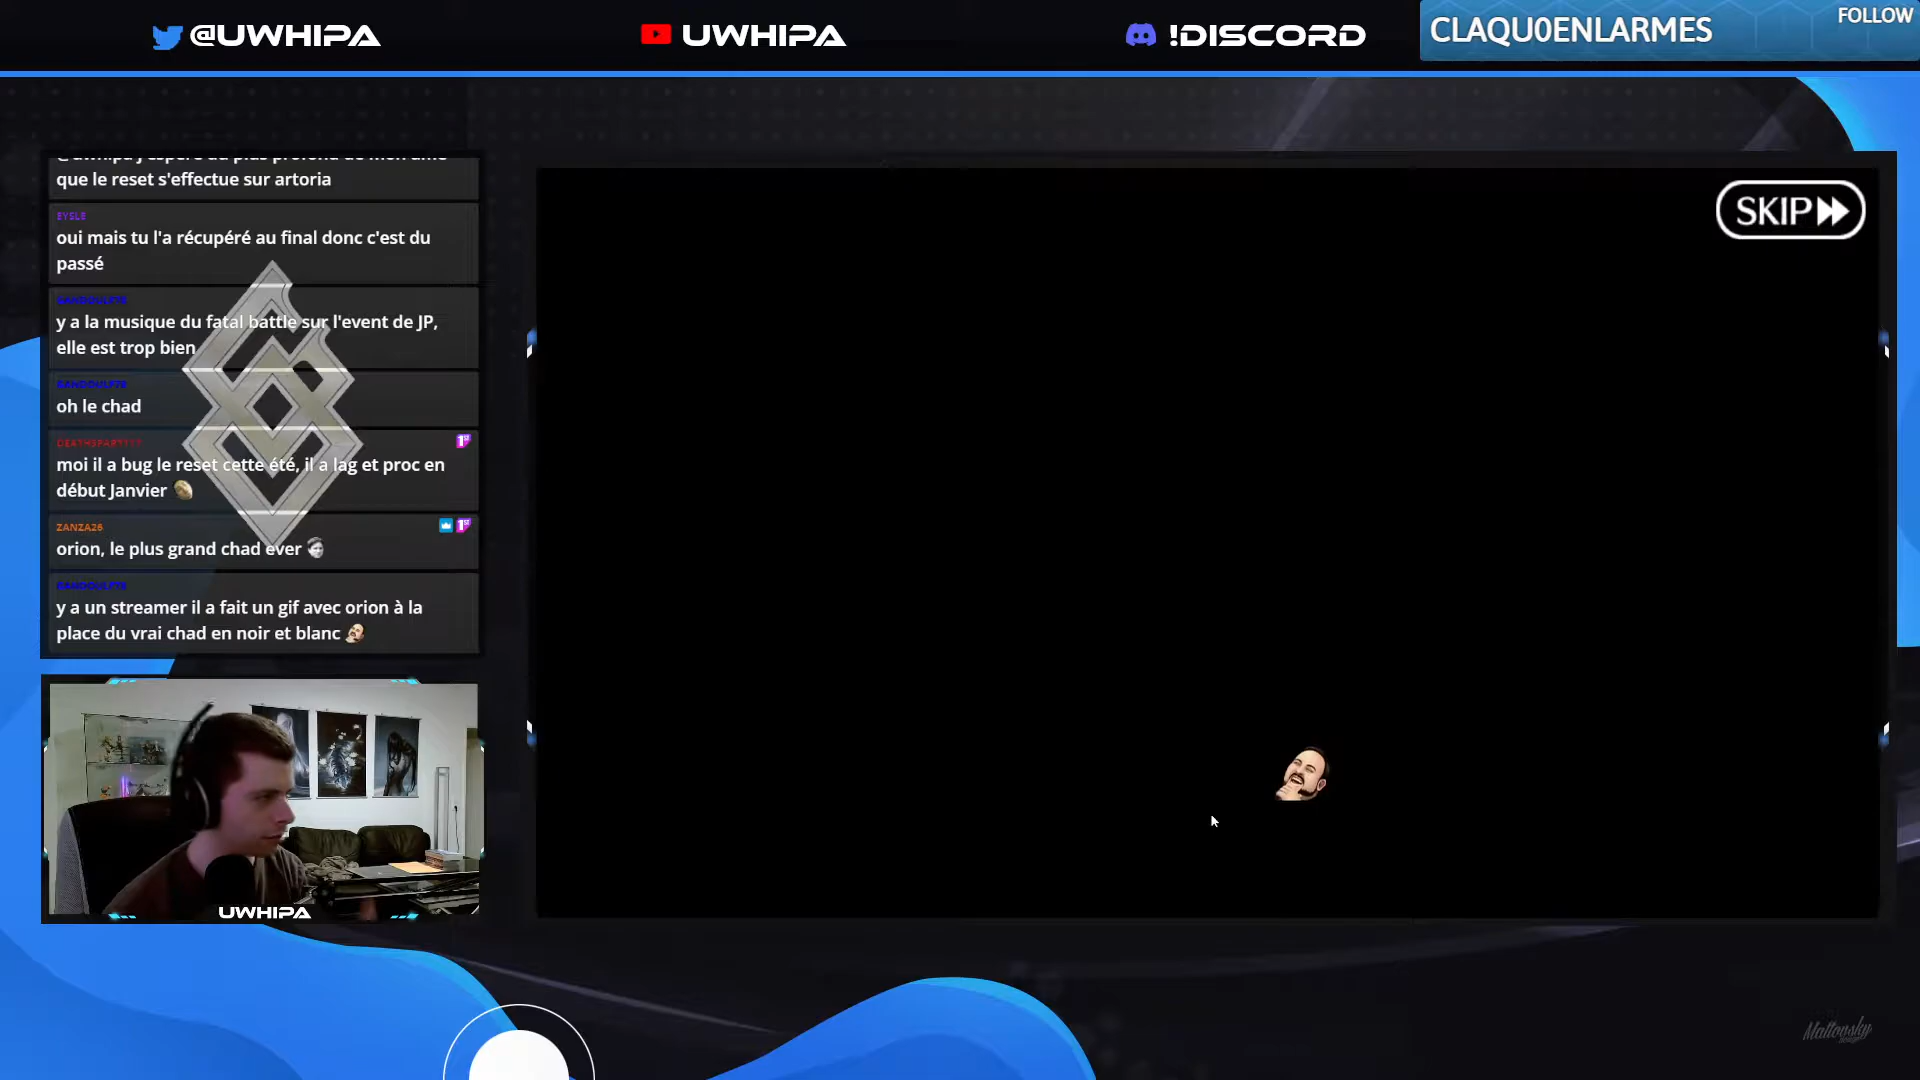 @UWHIPA
UWHIPA
!DISCORD
CLAQU0ENLARMES
FOLLOW
que le reset s'effectue sur artoria
EYSLE
oui mais tu l'a récupéré au final donc c'est du
passé
y a la musique du fatal battle sur l'event de JP,
elle est trop bien
oh le chad
moi il a bug le reset cette été, il a lag et proc en
début Janvier
ZANZA26
orion, le plus grand chad ever
y a un streamer il a fait un gif avec orion à la
place du vrai chad en noir et blanc
SKIP
UWHIPA
Mattovsky